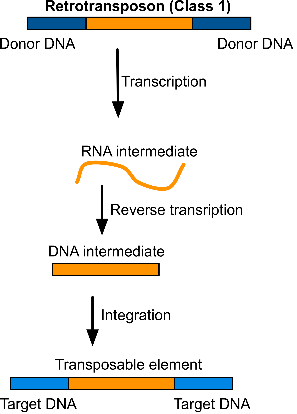 Retrotransposon (Class 1)
Donor DNA Donor DNA
Transcription
RNA intermediate
Reverse transription
DNA intermediate
Integration
Transposable element
Target DNA Target DNA